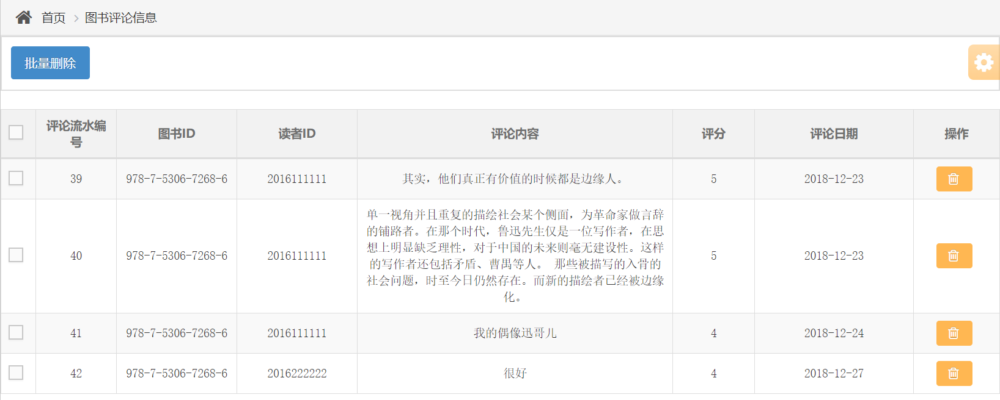 首页 > 图书评论信息
批量删除
评论流水编
号
图书ID
读者ID
评论内容
评分
评论日期
操作
39 978-7-5306-7268-6 2016111111 其实，他们真正有价值的时候都是边缘人。 5 2018-12-23
40 978-7-5306-7268-6 2016111111
单一视角并且重复的描绘社会某个侧面，为革命家做言辞
的铺路者。在那个时代，鲁迅先生仅是一位写作者，在思
想上明显缺乏理性，对于中国的未来则毫无建设性。这样
的写作者还包括矛盾、曹禺等人。 那些被描写的入骨的
社会问题，时至今日仍然存在。而新的描绘者已经被边缘
化。
5 2018-12-23
41 978-7-5306-7268-6 2016111111 我的偶像迅哥儿 4 2018-12-24
42 978-7-5306-7268-6 2016222222 很好 4 2018-12-27